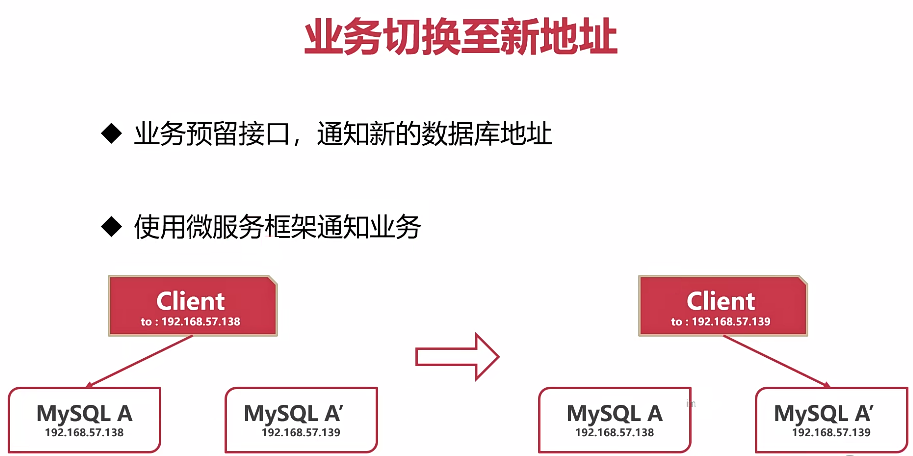 业务切换至新地址
◆ 业务预留接口，通知新的数据库地址
◆ 使用微服务框架通知业务
Client
to : 192.168.57.138
Client
to : 192.168.57.139
MySQL A
192.168.57.138
MySQL A’
192.168.57.139
MySQL A
192.168.57.138
MySQL A’
192.168.57.139